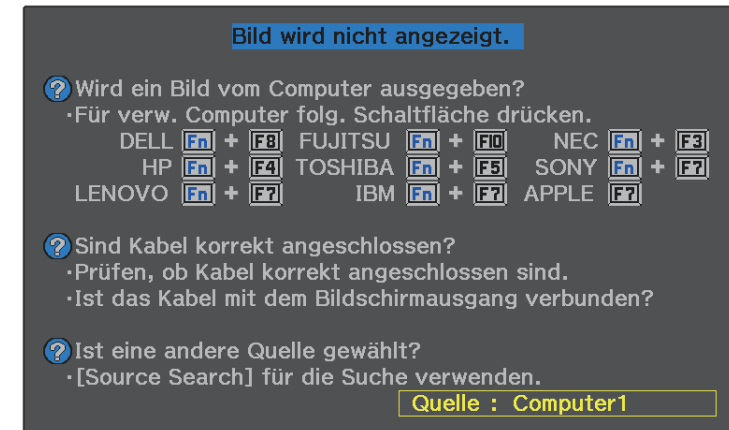 Bild wird nicht angezeigt.
Wird ein Bild vom Computer ausgegeben?
·Für verw. Computer folg. Schaltfläche drücken.
DELL Fn + F8 FUJITSU Fn + F10 NEC Fn + F3
HP Fn + F4 TOSHIBA Fn + F5 SONY Fn + F7
LENOVO Fn + F7 IBM Fn + F7 APPLE F7
Sind Kabel korrekt angeschlossen?
·Prüfen, ob Kabel korrekt angeschlossen sind.
·Ist das Kabel mit dem Bildschirmausgang verbunden?
Ist eine andere Quelle gewählt?
·[Source Search] für die Suche verwenden.
Quelle : Computer1